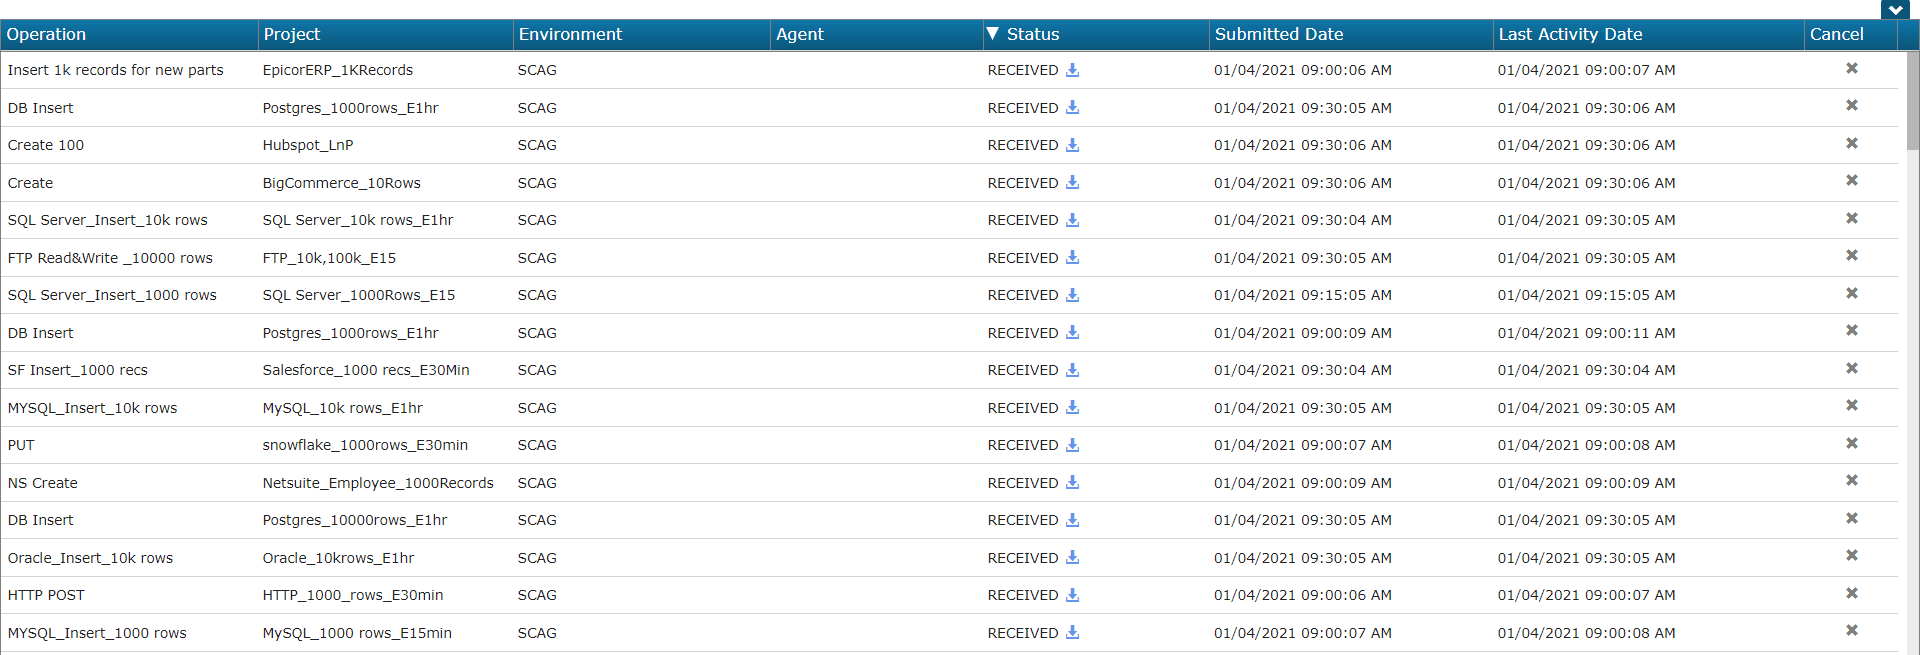 Operation Project Environment Agent Status Submitted Date Last Activity Date Cancel
Insert 1k records for new parts EpicorERP_1KRecords SCAG RECEIVED 01/04/2021 09:00:06 AM 01/04/2021 09:00:07 AM
DB Insert Postgres_1000rows_E1hr SCAG RECEIVED 01/04/2021 09:30:05 AM 01/04/2021 09:30:06 AM
Create 100 Hubspot_LnP SCAG RECEIVED 01/04/2021 09:30:06 AM 01/04/2021 09:30:06 AM
Create BigCommerce_10Rows SCAG RECEIVED 01/04/2021 09:30:06 AM 01/04/2021 09:30:06 AM
SQL Server_Insert_10k rows SQL Server_10k rows_E1hr SCAG RECEIVED 01/04/2021 09:30:04 AM 01/04/2021 09:30:05 AM
FTP Read&Write _10000 rows FTP_10k,100k_E15 SCAG RECEIVED 01/04/2021 09:30:05 AM 01/04/2021 09:30:05 AM
SQL Server_Insert_1000 rows SQL Server_1000Rows_E15 SCAG RECEIVED 01/04/2021 09:15:05 AM 01/04/2021 09:15:05 AM
DB Insert Postgres_1000rows_E1hr SCAG RECEIVED 01/04/2021 09:00:09 AM 01/04/2021 09:00:11 AM
SF Insert_1000 recs Salesforce_1000 recs_E30Min SCAG RECEIVED 01/04/2021 09:30:04 AM 01/04/2021 09:30:04 AM
MYSQL_Insert_10k rows MySQL_10k rows_E1hr SCAG RECEIVED 01/04/2021 09:30:05 AM 01/04/2021 09:30:05 AM
PUT snowflake_1000rows_E30min SCAG RECEIVED 01/04/2021 09:00:07 AM 01/04/2021 09:00:08 AM
NS Create Netsuite_Employee_1000Records SCAG RECEIVED 01/04/2021 09:00:09 AM 01/04/2021 09:00:09 AM
DB Insert Postgres_10000rows_E1hr SCAG RECEIVED 01/04/2021 09:30:05 AM 01/04/2021 09:30:05 AM
Oracle_Insert_10k rows Oracle_10krows_E1hr SCAG RECEIVED 01/04/2021 09:30:05 AM 01/04/2021 09:30:05 AM
HTTP POST HTTP_1000_rows_E30min SCAG RECEIVED 01/04/2021 09:00:06 AM 01/04/2021 09:00:07 AM
MYSQL_Insert_1000 rows MySQL_1000 rows_E15min SCAG RECEIVED 01/04/2021 09:00:07 AM 01/04/2021 09:00:08 AM